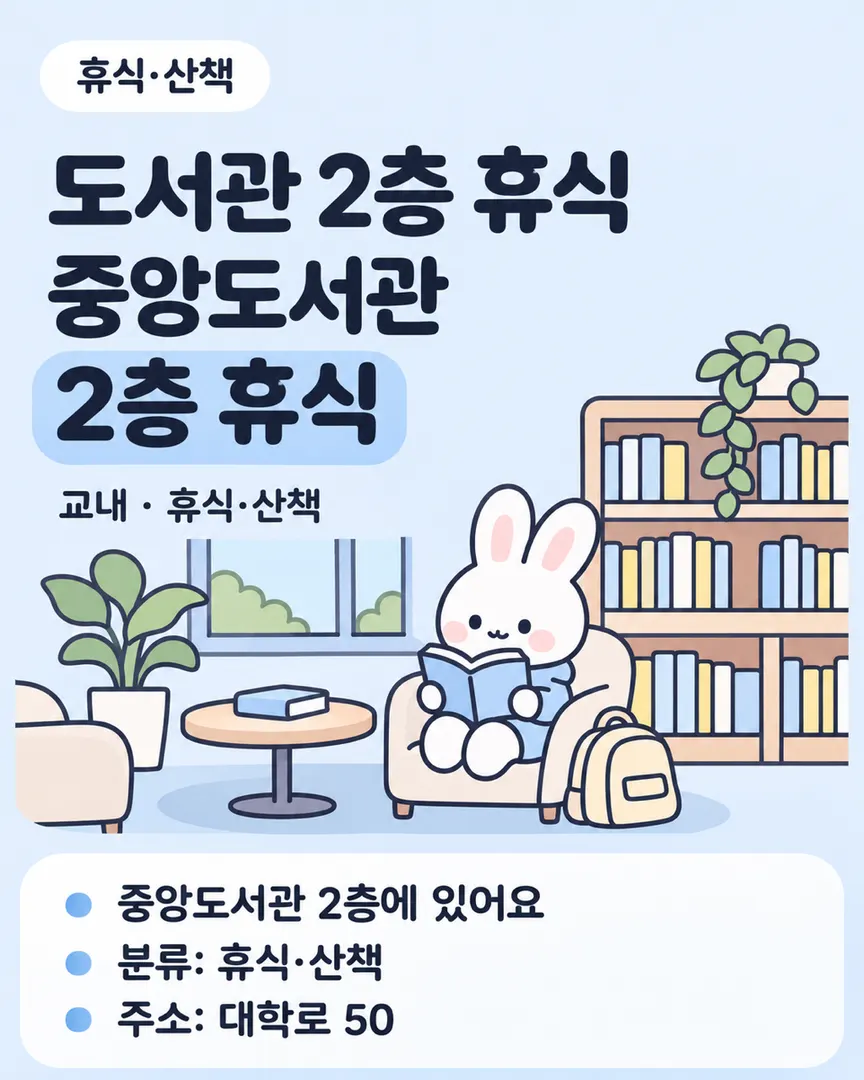 휴식·산책
도서관 2층 휴식
중앙도서관
2층 휴식
교내 · 휴식·산책
중앙도서관 2층에 있어요
분류: 휴식·산책
주소: 대학로 50